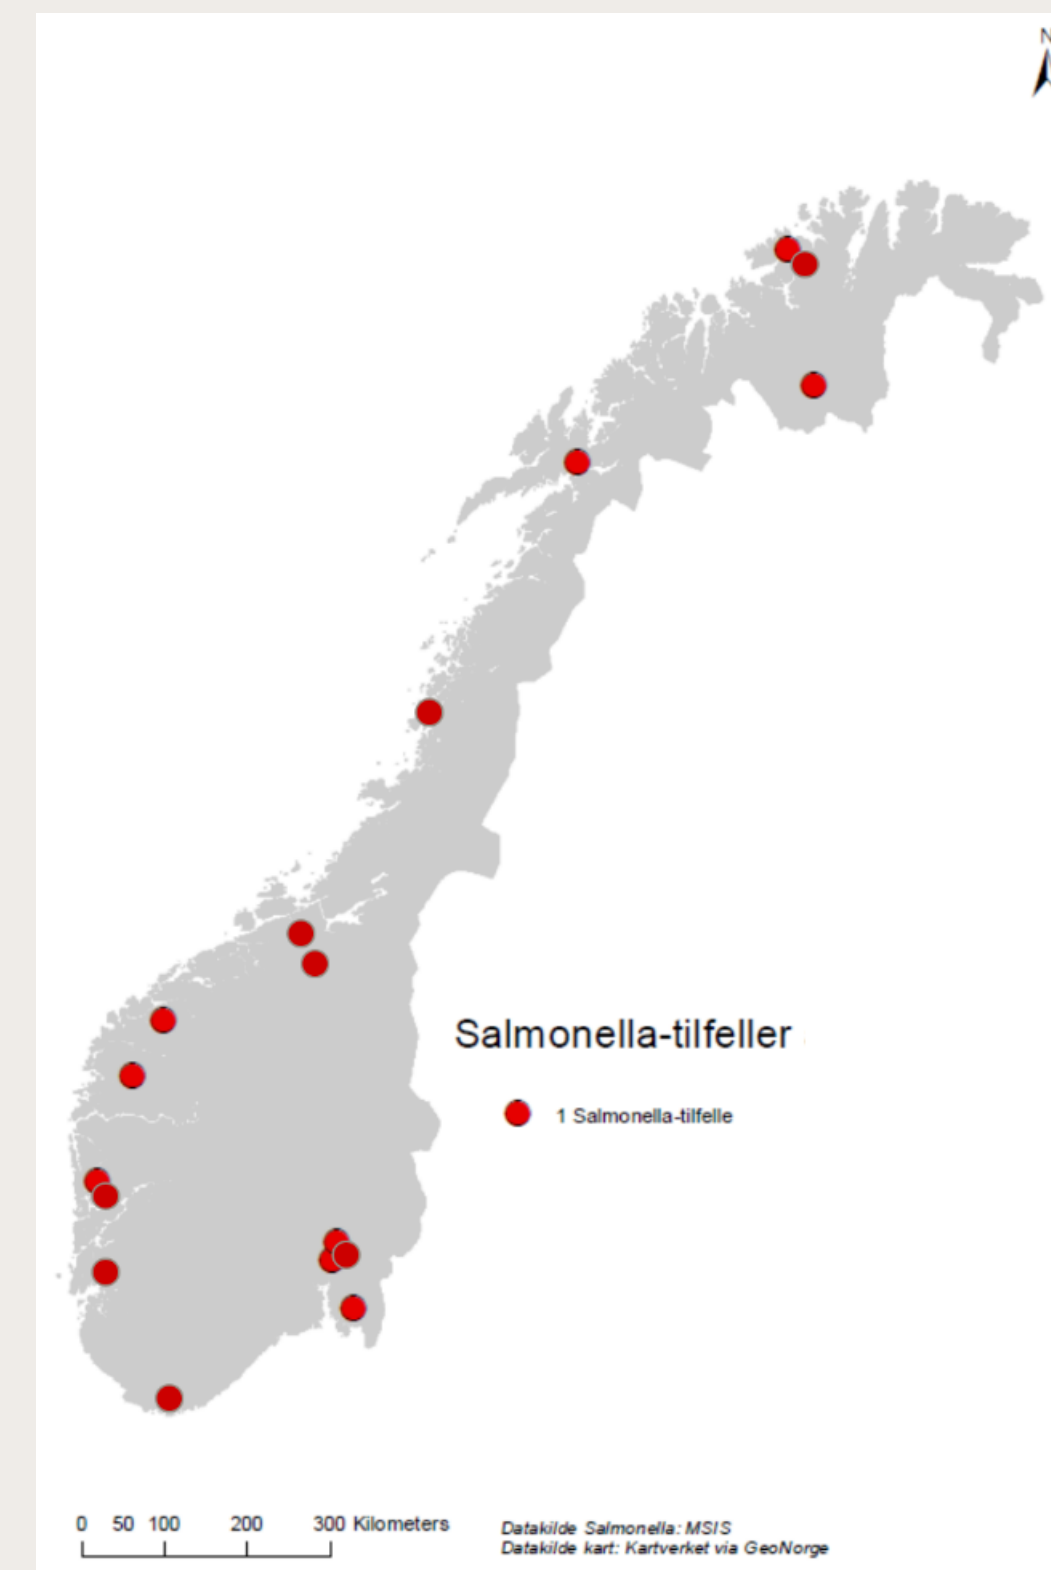 N
Salmonella-tilfeller
1 Salmonella-tilfelle
0 50 100 200 300 Kilometers
Datakilde Salmonella: MSIS
Datakilde kart: Kartverket via GeoNorge